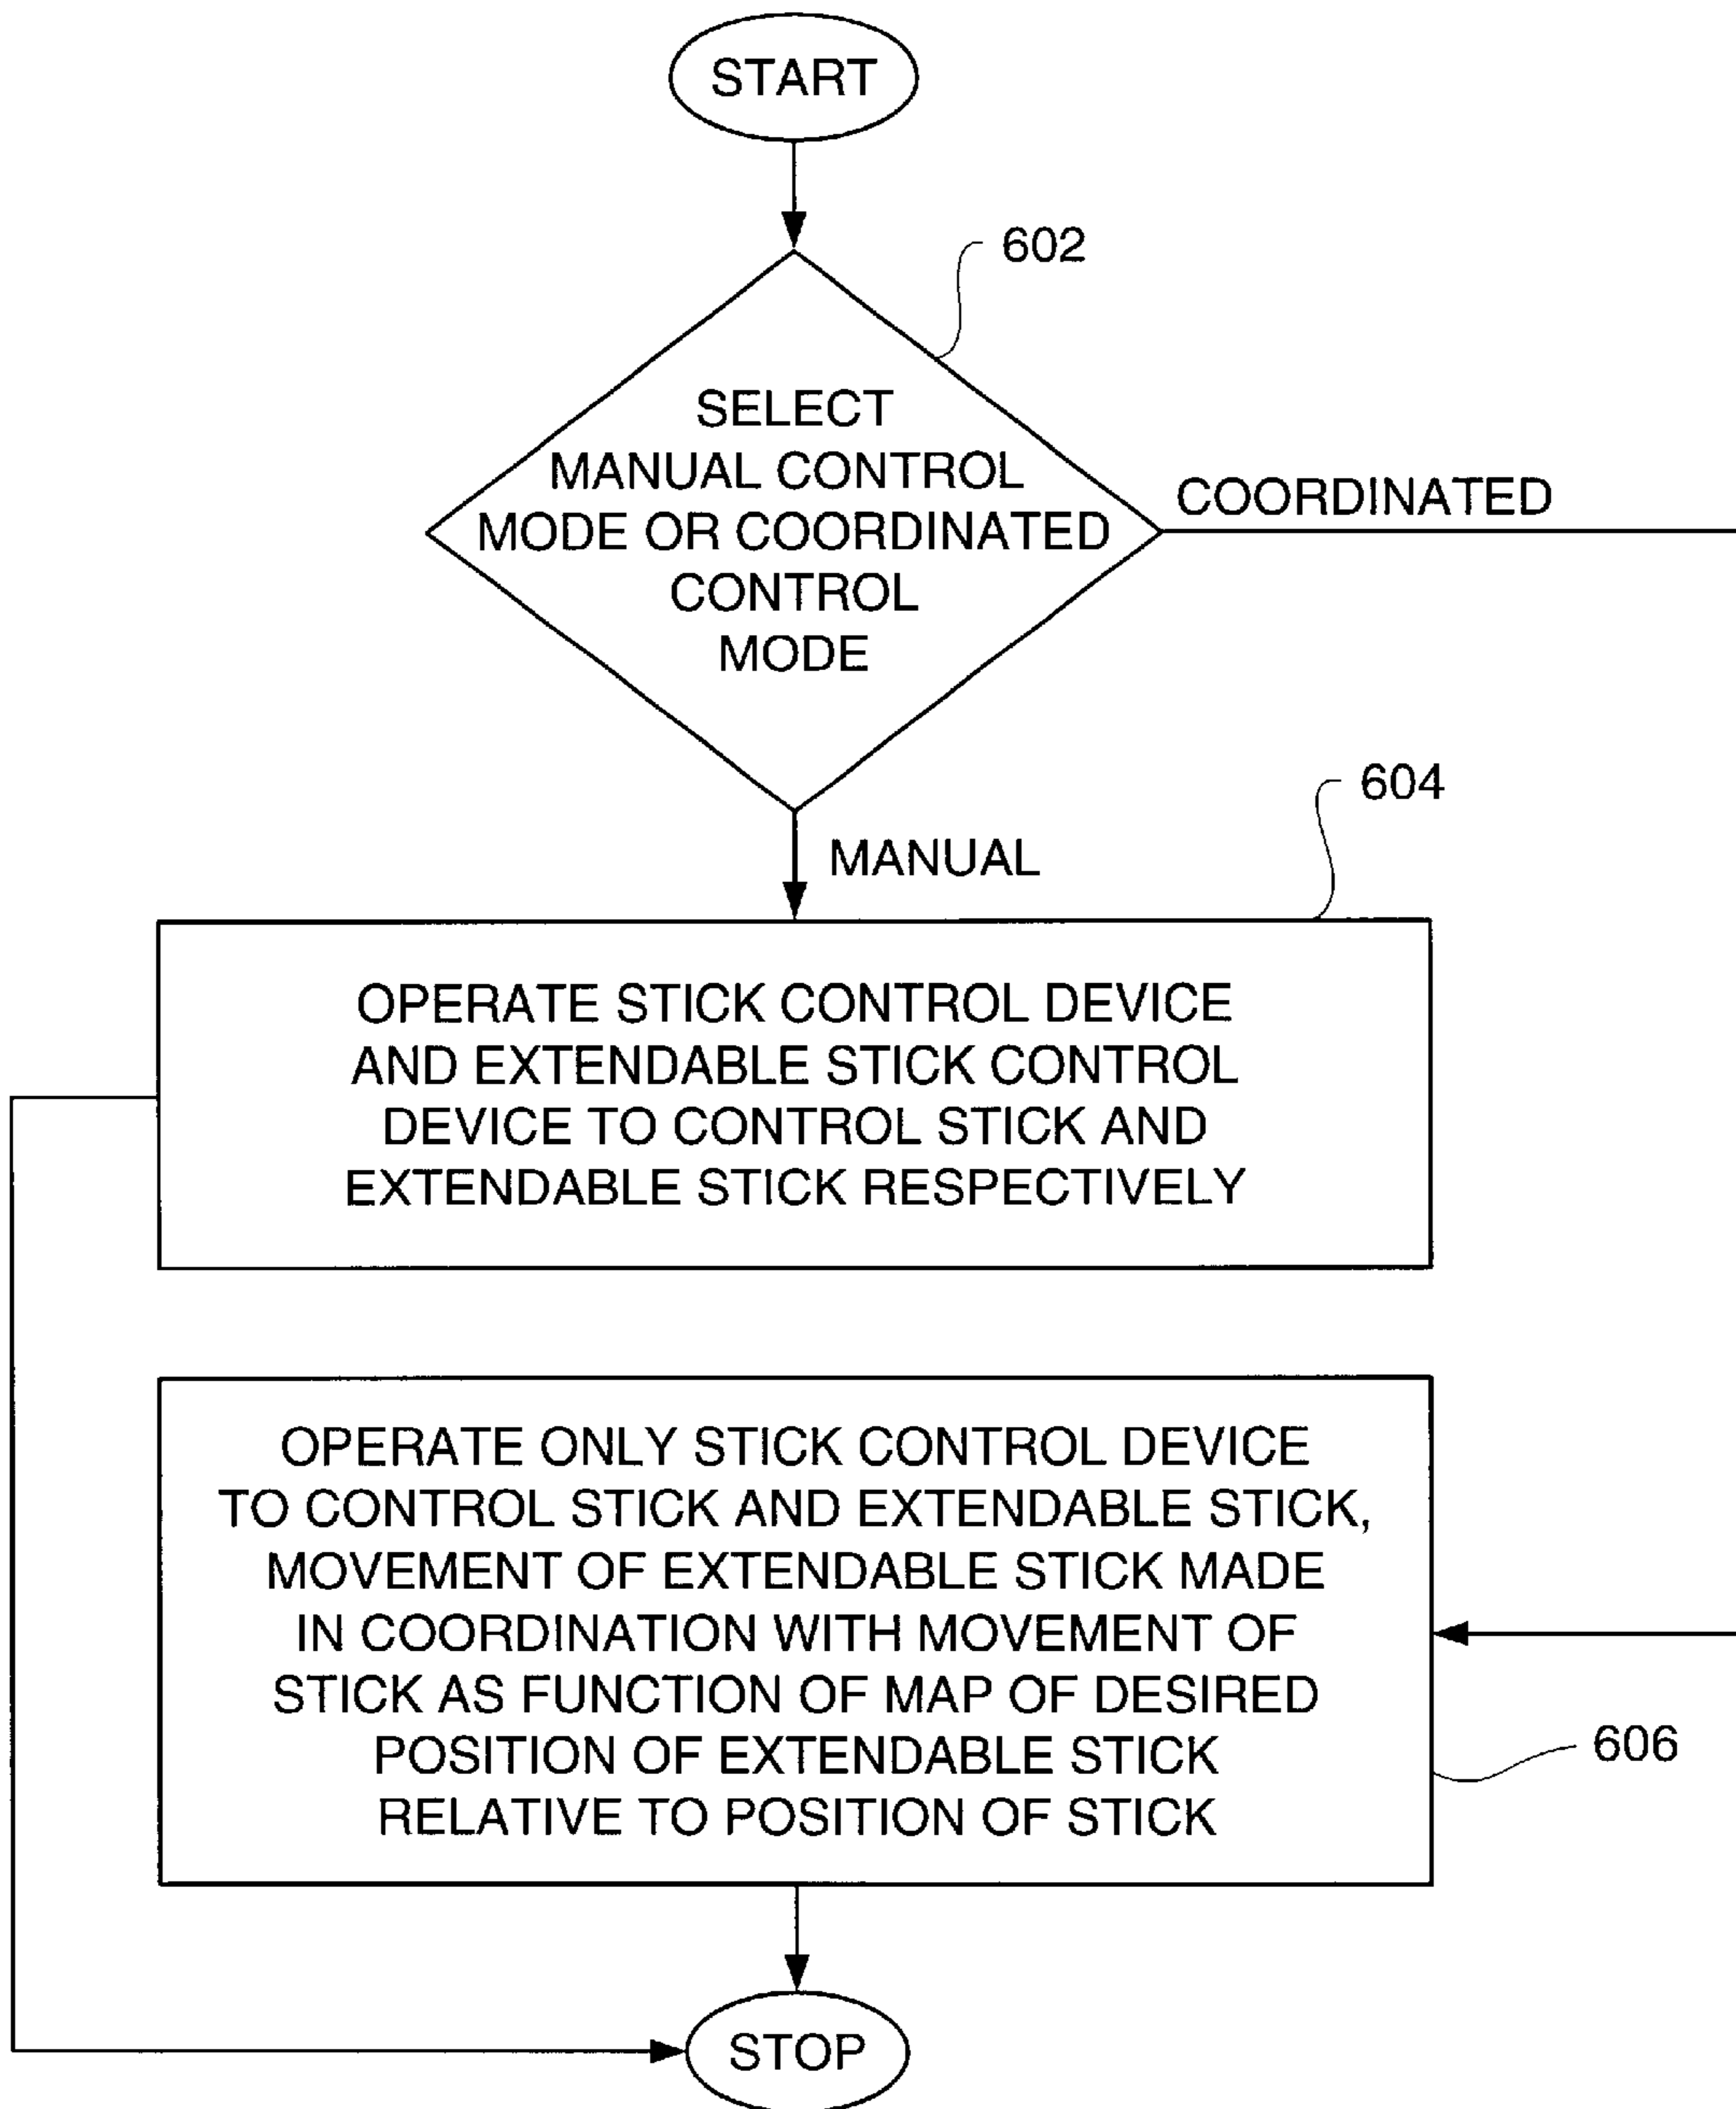 START
602
SELECT
MANUAL CONTROL
MODE OR COORDINATED
CONTROL
MODE
COORDINATED
604
MANUAL
OPERATE STICK CONTROL DEVICE
AND EXTENDABLE STICK CONTROL
DEVICE TO CONTROL STICK AND
EXTENDABLE STICK RESPECTIVELY
OPERATE ONLY STICK CONTROL DEVICE
TO CONTROL STICK AND EXTENDABLE STICK,
MOVEMENT OF EXTENDABLE STICK MADE
IN COORDINATION WITH MOVEMENT OF
STICK AS FUNCTION OF MAP OF DESIRED
POSITION OF EXTENDABLE STICK
RELATIVE TO POSITION OF STICK
606
STOP